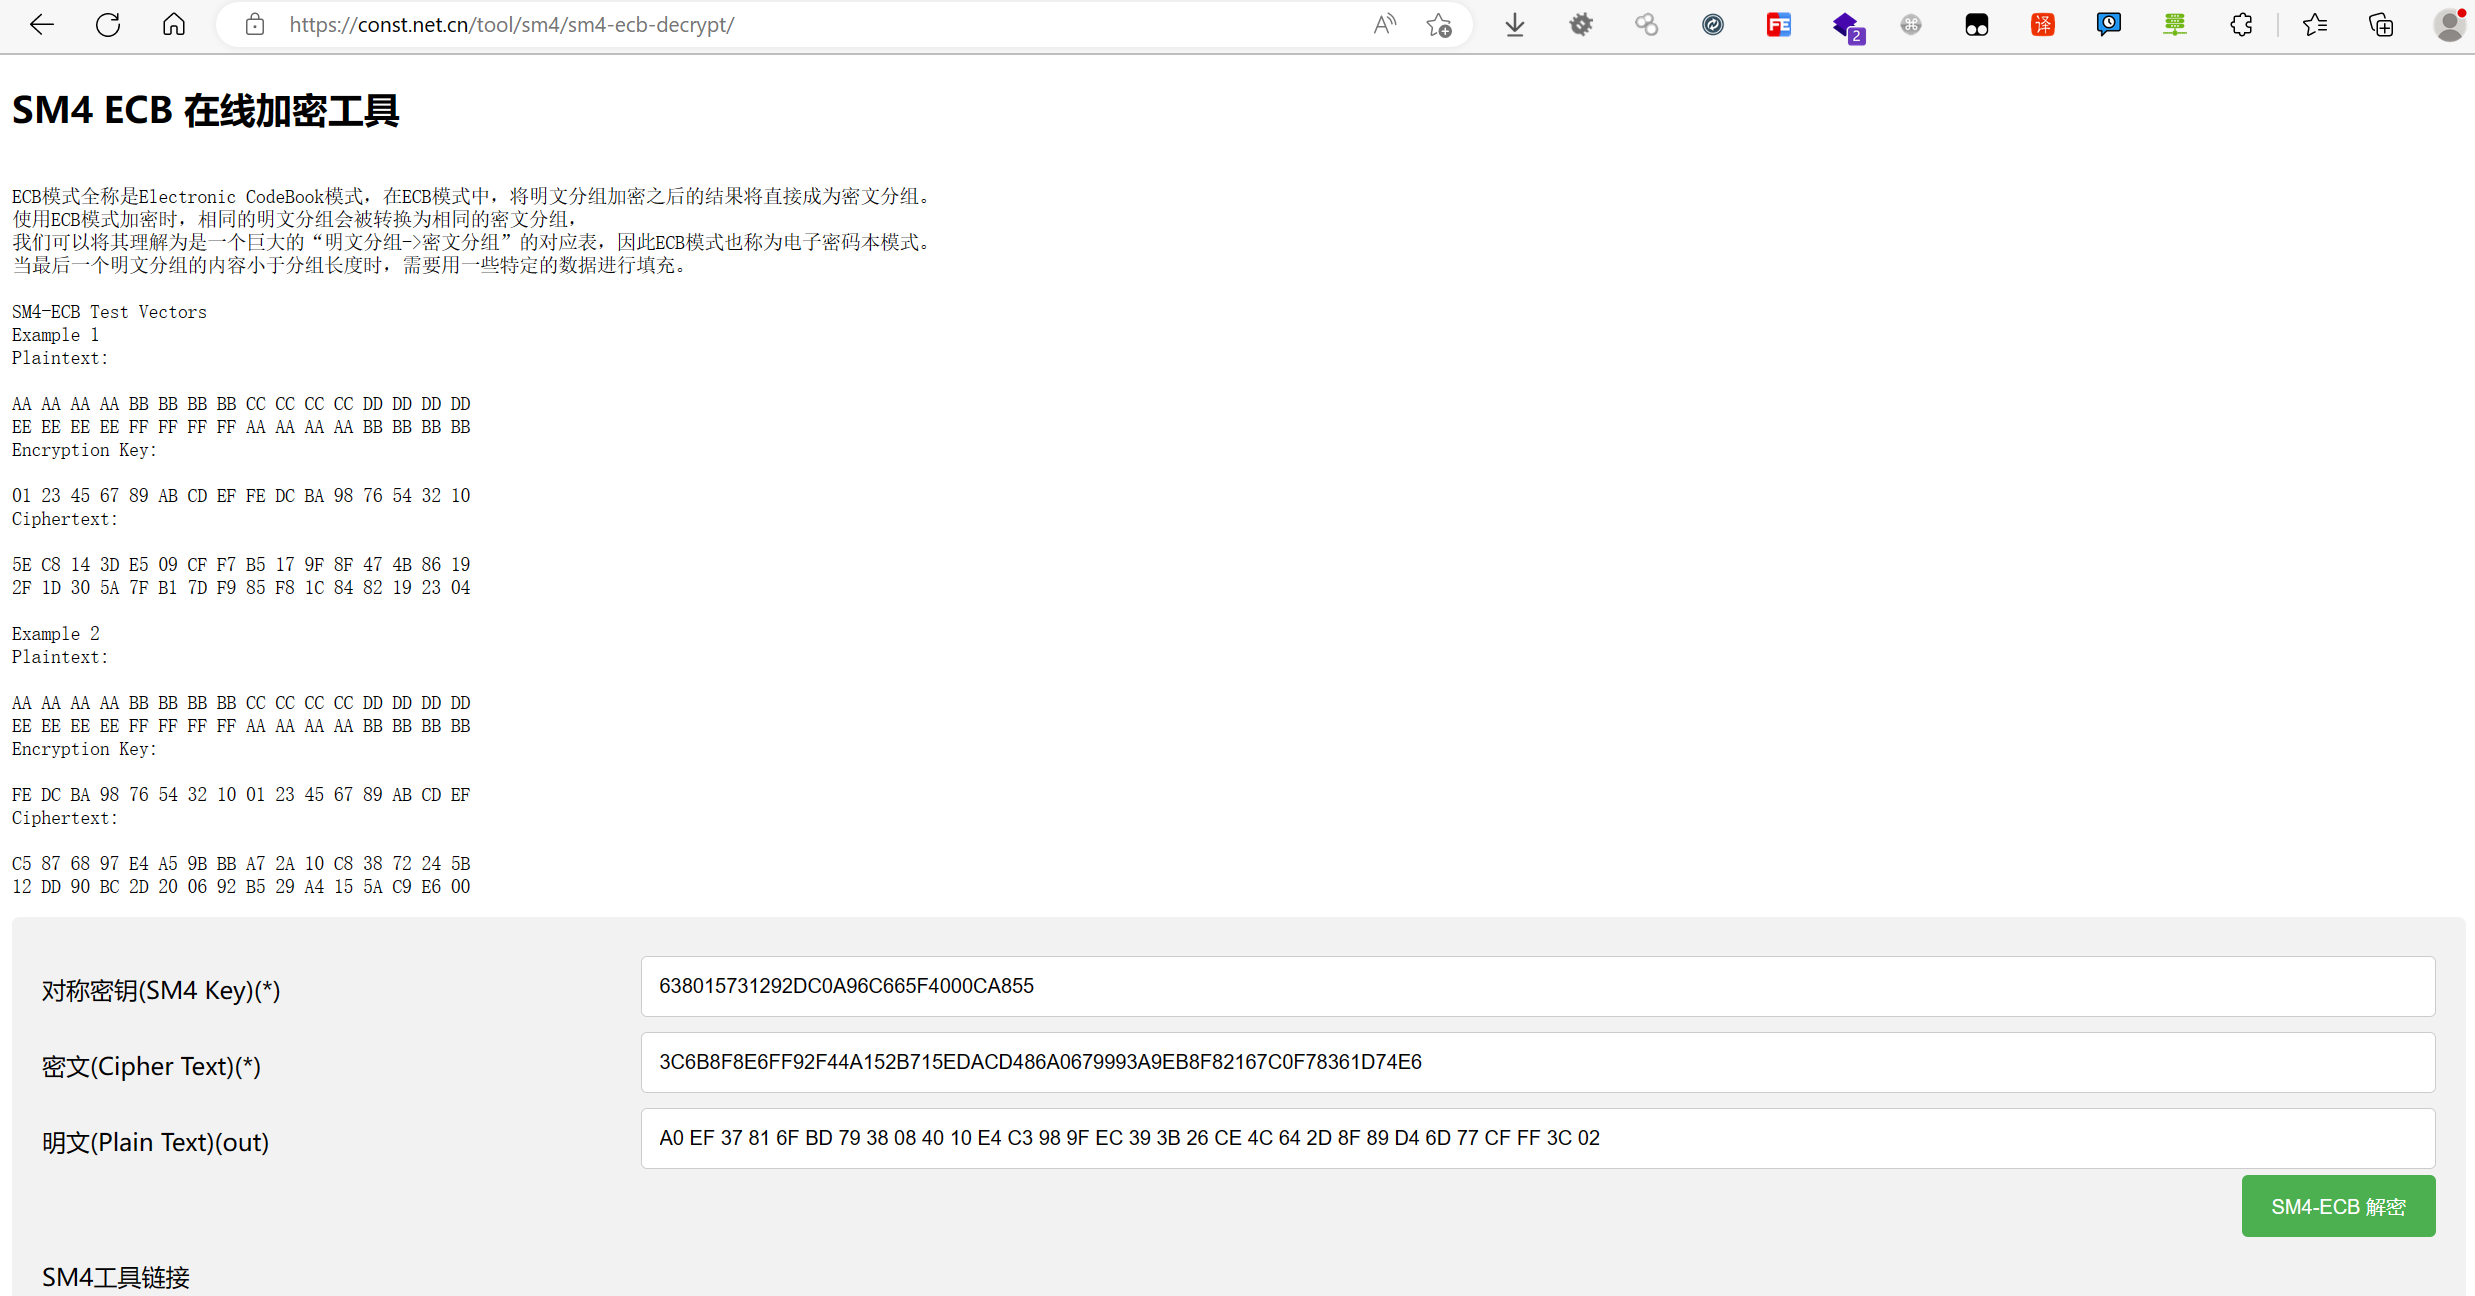 https://const.net.cn/tool/sm4/sm4-ecb-decrypt/
A
FE
2
译
SM4 ECB 在线加密工具
ECB模式全称是Electronic CodeBook模式，在ECB模式中，将明文分组加密之后的结果将直接成为密文分组。
使用ECB模式加密时，相同的明文分组会被转换为相同的密文分组，
我们可以将其理解为是一个巨大的“明文分组->密文分组”的对应表，因此ECB模式也称为电子密码本模式。
当最后一个明文分组的内容小于分组长度时，需要用一些特定的数据进行填充。
SM4-ECB Test Vectors
Example 1
Plaintext:
AA AA AA AA BB BB BB BB CC CC CC CC DD DD DD DD
EE EE EE EE FF FF FF FF AA AA AA AA BB BB BB BB
Encryption Key:
01 23 45 67 89 AB CD EF FE DC BA 98 76 54 32 10
Ciphertext:
5E C8 14 3D E5 09 CF F7 B5 17 9F 8F 47 4B 86 19
2F 1D 30 5A 7F B1 7D F9 85 F8 1C 84 82 19 23 04
Example 2
Plaintext:
AA AA AA AA BB BB BB BB CC CC CC CC DD DD DD DD
EE EE EE EE FF FF FF FF AA AA AA AA BB BB BB BB
Encryption Key:
FE DC BA 98 76 54 32 10 01 23 45 67 89 AB CD EF
Ciphertext:
C5 87 68 97 E4 A5 9B BB A7 2A 10 C8 38 72 24 5B
12 DD 90 BC 2D 20 06 92 B5 29 A4 15 5A C9 E6 00
对称密钥(SM4 Key)(*)
638015731292DC0A96C665F4000CA855
密文(Cipher Text)(*)
3C6B8F8E6FF92F44A152B715EDACD486A0679993A9EB8F82167C0F78361D74E6
明文(Plain Text)(out)
A0 EF 37 81 6F BD 79 38 08 40 10 E4 C3 98 9F EC 39 3B 26 CE 4C 64 2D 8F 89 D4 6D 77 CF FF 3C 02
SM4-ECB 解密
SM4工具链接